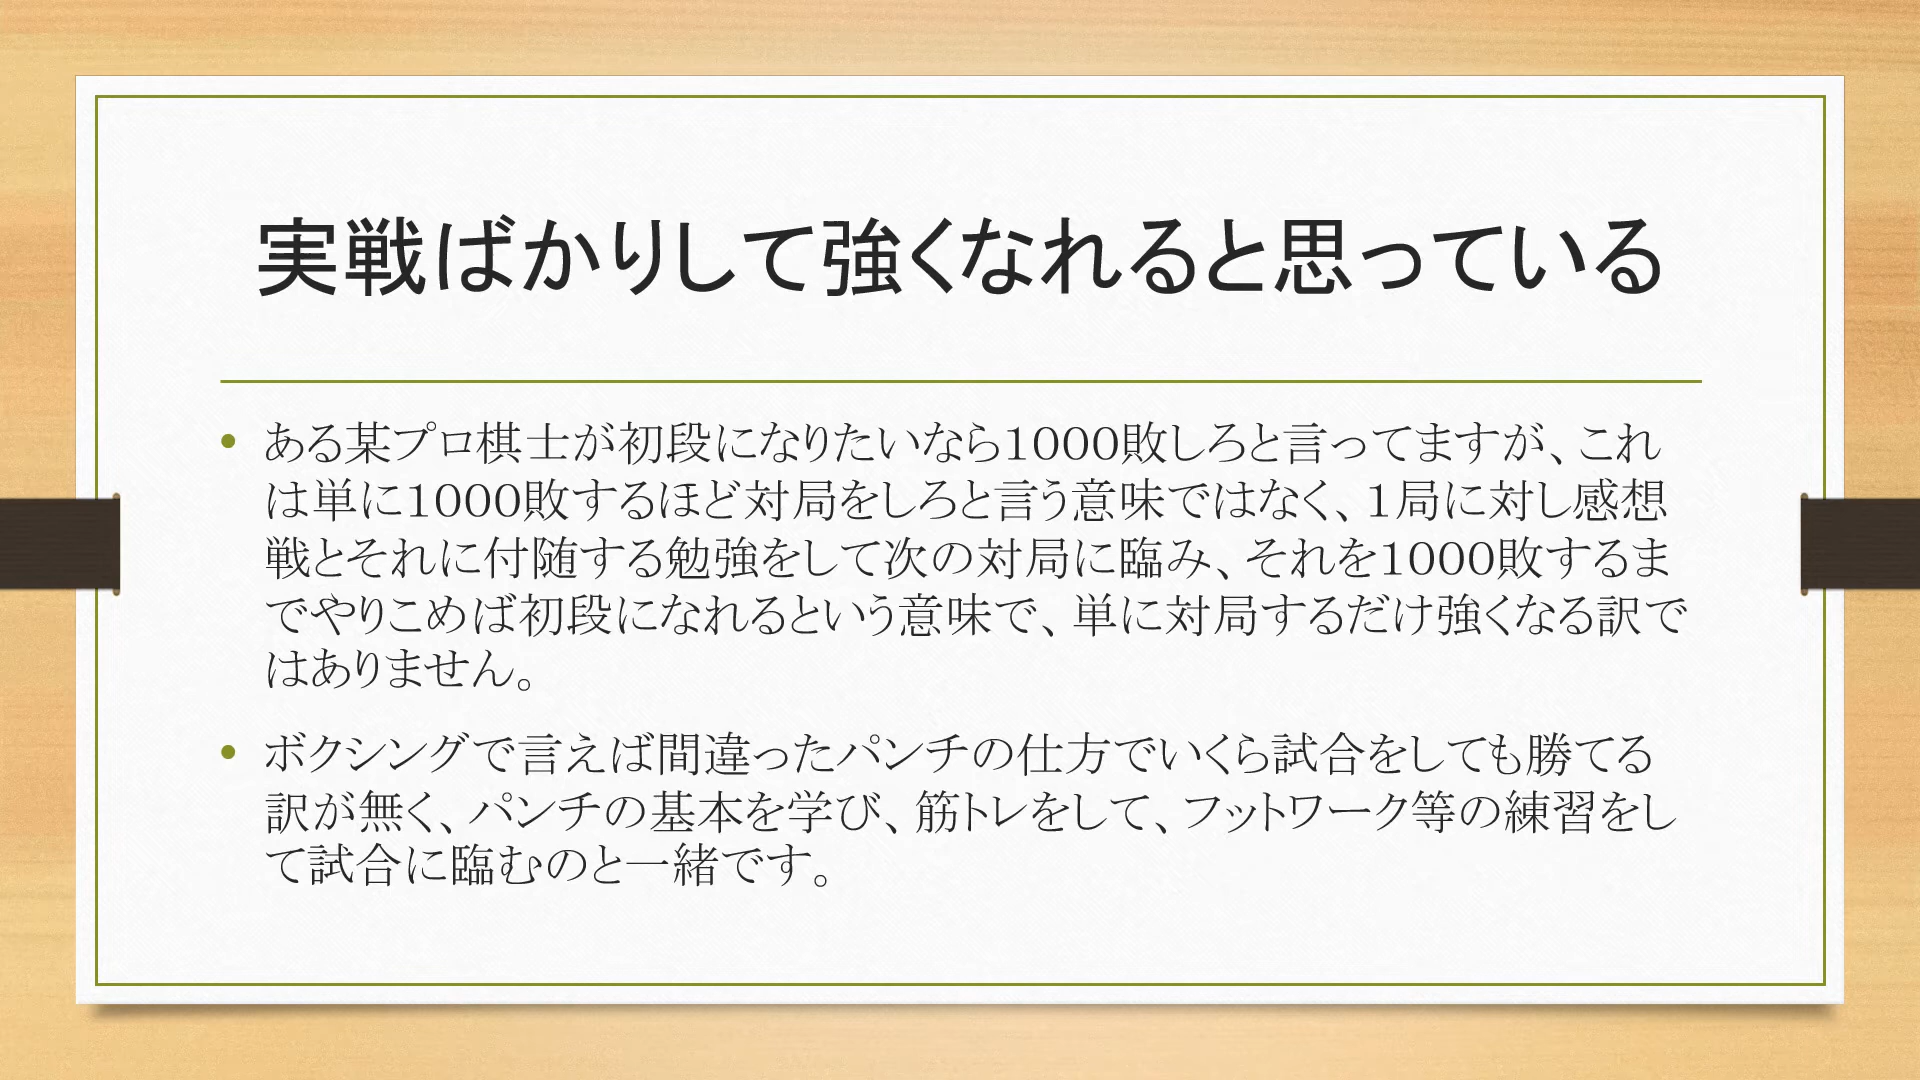 実戦ばかりして強くなれると思っている
• ある某プロ棋士が初段になりたいなら1000敗しろと言ってますが、これ
は単に1000敗するほど対局をしろと言う意味ではなく、1局に対し感想
戦とそれに付随する勉強をして次の対局に臨み、それを1000敗するま
でやりこめば初段になれるという意味で、単に対局するだけ強くなる訳で
はありません。
• ボクシングで言えば間違ったパンチの仕方でいくら試合をしても勝てる
訳が無く、パンチの基本を学び、筋トレをして、フットワーク等の練習をし
て試合に臨むのと一緒です。